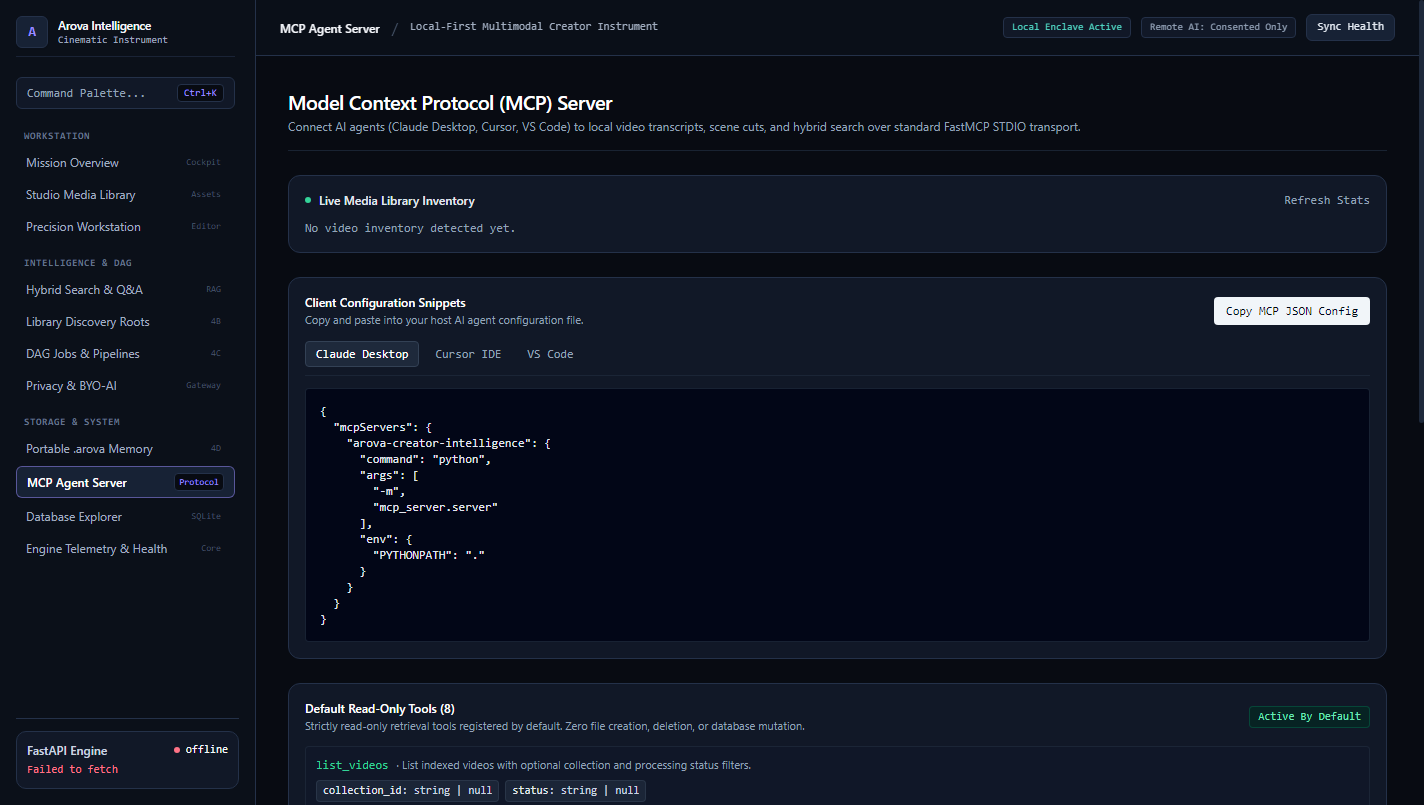 A
Arova Intelligence
Cinematic Instrument
Command Palette...
Ctrl+K
WORKSTATION
Mission Overview
Cockpit
Studio Media Library
Assets
Precision Workstation
Editor
INTELLIGENCE & DAG
Hybrid Search & Q&A
RAG
Library Discovery Roots
4B
DAG Jobs & Pipelines
4C
Privacy & BYO-AI
Gateway
STORAGE & SYSTEM
Portable .arova Memory
4D
MCP Agent Server
Protocol
Database Explorer
SQLite
Engine Telemetry & Health
Core
FastAPI Engine
offline
Failed to fetch
MCP Agent Server / Local-First Multimodal Creator Instrument
Local Enclave Active
Remote AI: Consented Only
Sync Health
Model Context Protocol (MCP) Server
Connect AI agents (Claude Desktop, Cursor, VS Code) to local video transcripts, scene cuts, and hybrid search over standard FastMCP STDIO transport.
Live Media Library Inventory
Refresh Stats
No video inventory detected yet.
Client Configuration Snippets
Copy and paste into your host AI agent configuration file.
Copy MCP JSON Config
Claude Desktop
Cursor IDE
VS Code
{
  "mcpServers": {
    "arova-creator-intelligence": {
      "command": "python",
      "args": [
        "-m",
        "mcp_server.server"
      ],
      "env": {
        "PYTHONPATH": "."
      }
    }
  }
}
Default Read-Only Tools (8)
Strictly read-only retrieval tools registered by default. Zero file creation, deletion, or database mutation.
Active By Default
list_videos · List indexed videos with optional collection and processing status filters.
collection_id: string | null
status: string | null